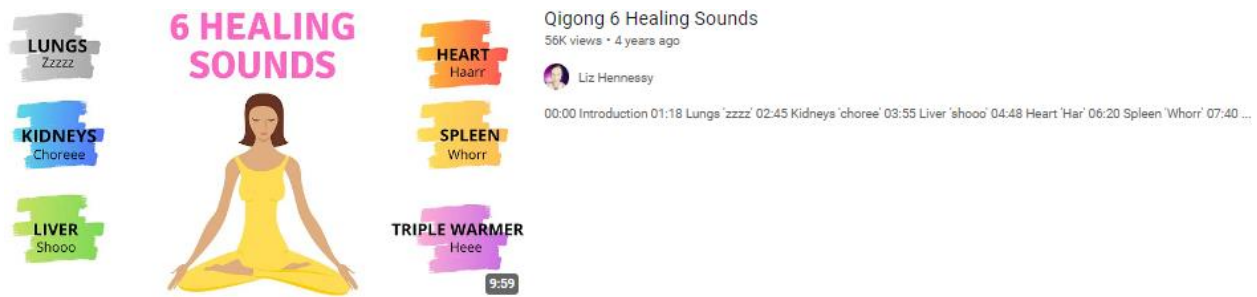 6 HEALING
SOUNDS
LUNGS
Zzzzz
KIDNEYS
Choreee
LIVER
Shooo
HEART
Haarr
SPLEEN
Whorr
TRIPLE WARMER
Heee
9:59
Qigong 6 Healing Sounds
56K views • 4 years ago
Liz Hennessy
00:00 Introduction 01:18 Lungs 'zzzz' 02:45 Kidneys 'choree' 03:55 Liver 'shooo' 04:48 Heart 'Har' 06:20 Spleen 'Whorr' 07:40 ...